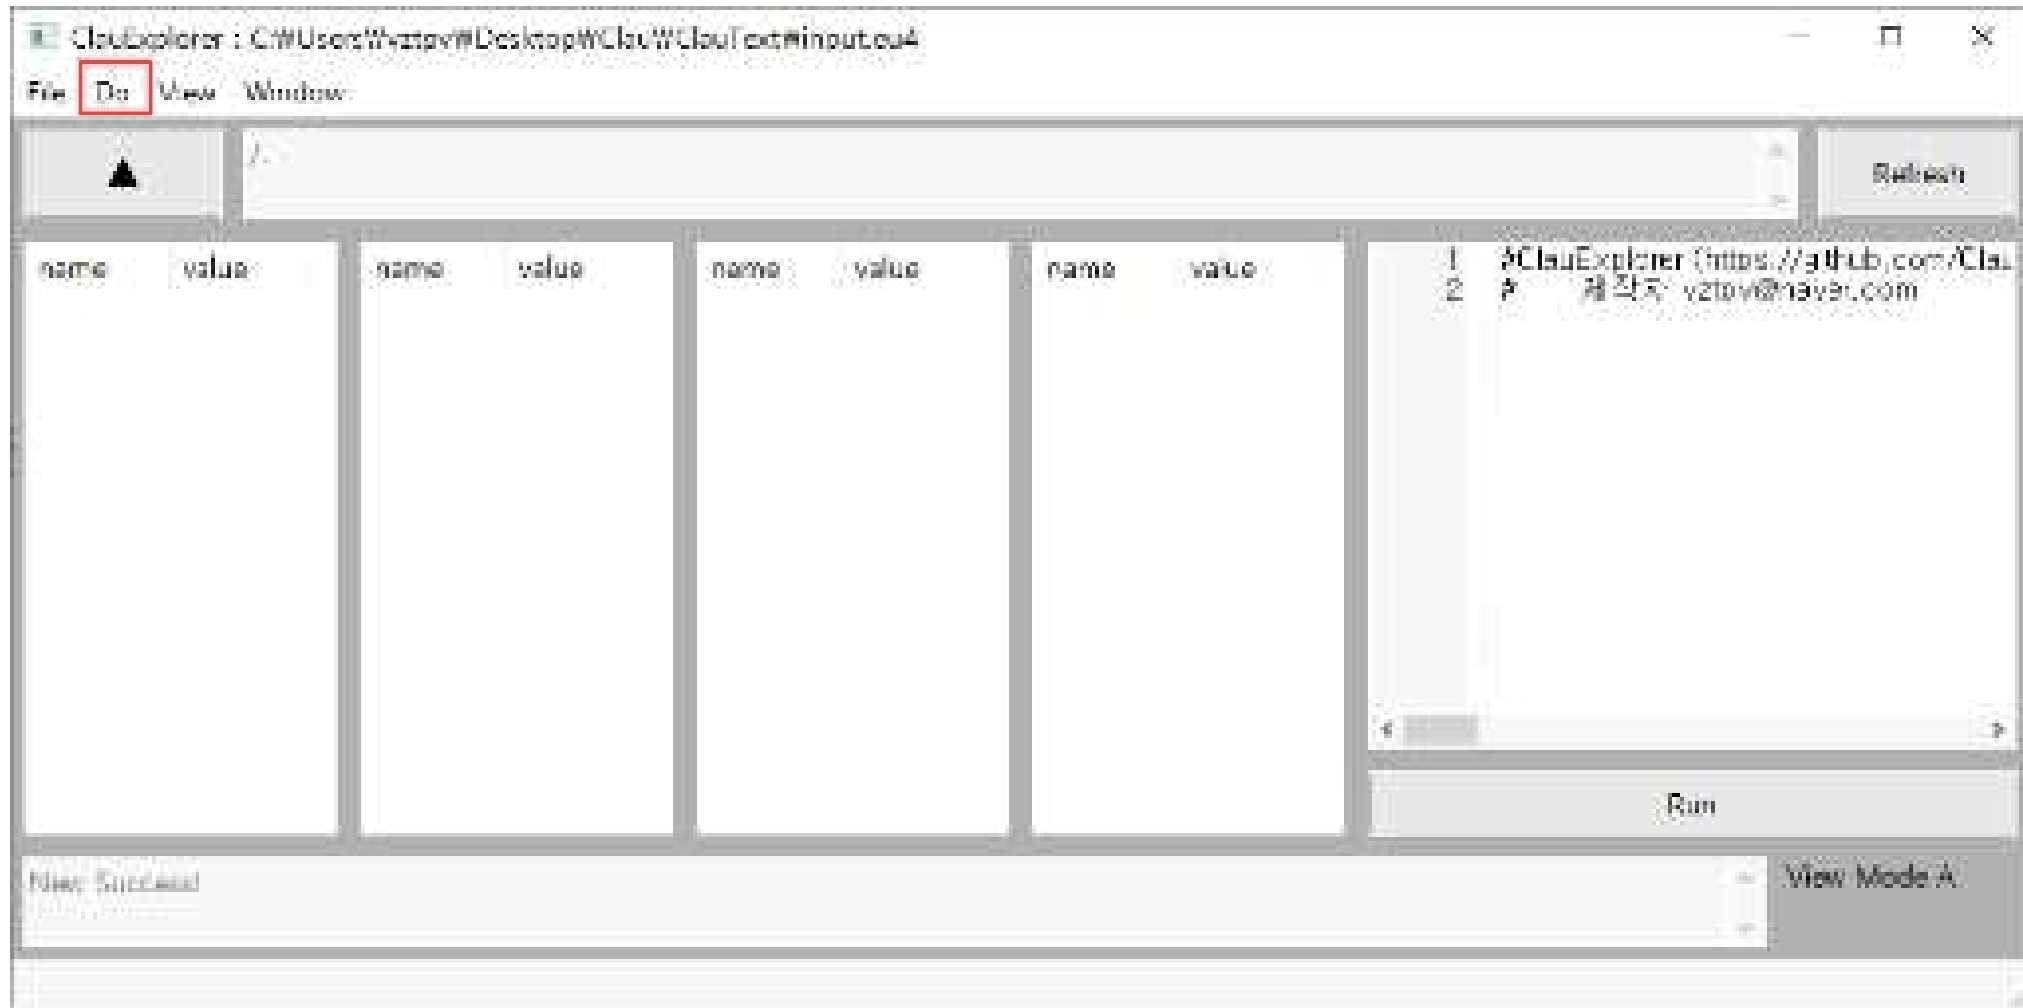 ClauExplorer : C:₩Users₩vztpv₩Desktop₩Clau₩ClauText₩input.eu4
File Do View Window
▲ /. Refresh
name value name value name value name value
1 #ClauExplorer (https://github.com/Clau
2 # 제작자 vztpv@naver.com
Run
New Success!
View Mode A